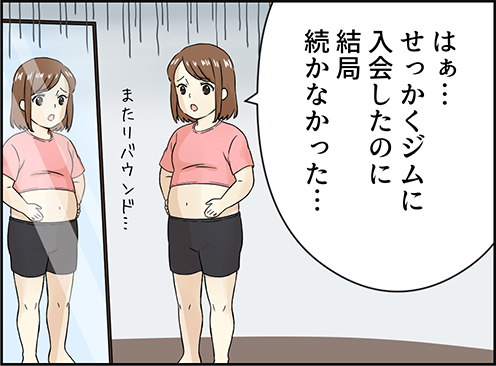 はぁ…
せっかくジムに
入会したのに
結局
続かなかった…
またリバウンド…